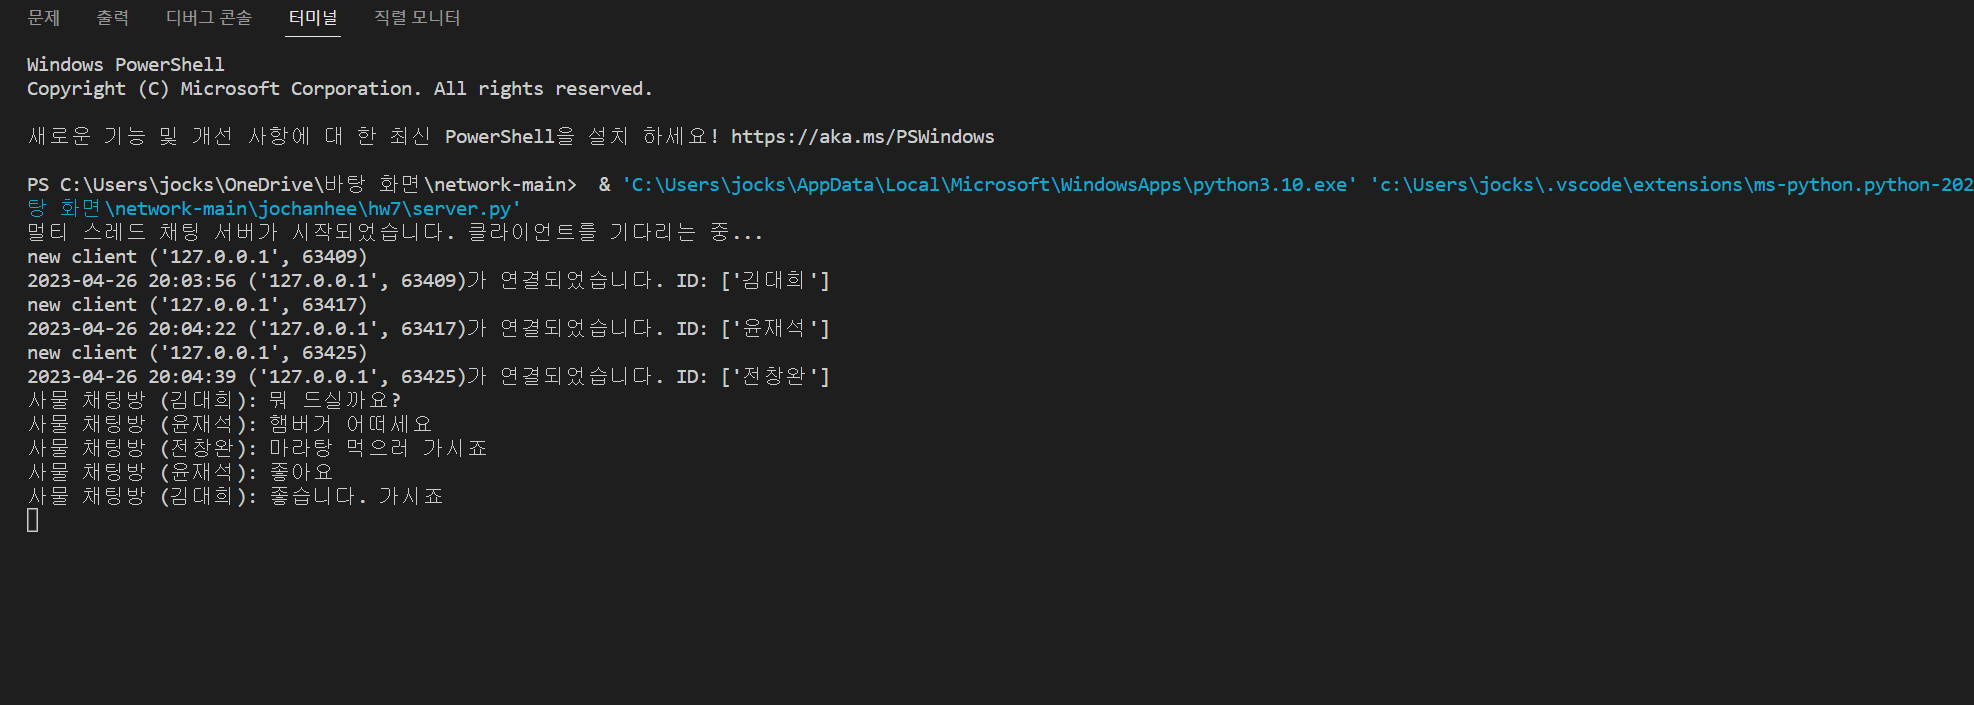 문제 출력 디버그 콘솔 터미널 직렬 모니터
Windows PowerShell
Copyright (C) Microsoft Corporation. All rights reserved.
새로운 기능 및 개선 사항에 대 한 최신 PowerShell을 설치 하세요! https://aka.ms/PSWindows
PS C:\Users\jocks\OneDrive\바탕 화면\network-main>  & 'C:\Users\jocks\AppData\Local\Microsoft\WindowsApps\python3.10.exe' 'c:\Users\jocks\.vscode\extensions\ms-python.python-202
탕 화면\network-main\jochanhee\hw7\server.py'
멀티 스레드 채팅 서버가 시작되었습니다. 클라이언트를 기다리는 중...
new client ('127.0.0.1', 63409)
2023-04-26 20:03:56 ('127.0.0.1', 63409)가 연결되었습니다. ID: ['김대희']
new client ('127.0.0.1', 63417)
2023-04-26 20:04:22 ('127.0.0.1', 63417)가 연결되었습니다. ID: ['윤재석']
new client ('127.0.0.1', 63425)
2023-04-26 20:04:39 ('127.0.0.1', 63425)가 연결되었습니다. ID: ['전창완']
사물 채팅방 (김대희): 뭐 드실까요?
사물 채팅방 (윤재석): 햄버거 어떠세요
사물 채팅방 (전창완): 마라탕 먹으러 가시죠
사물 채팅방 (윤재석): 좋아요
사물 채팅방 (김대희): 좋습니다. 가시죠